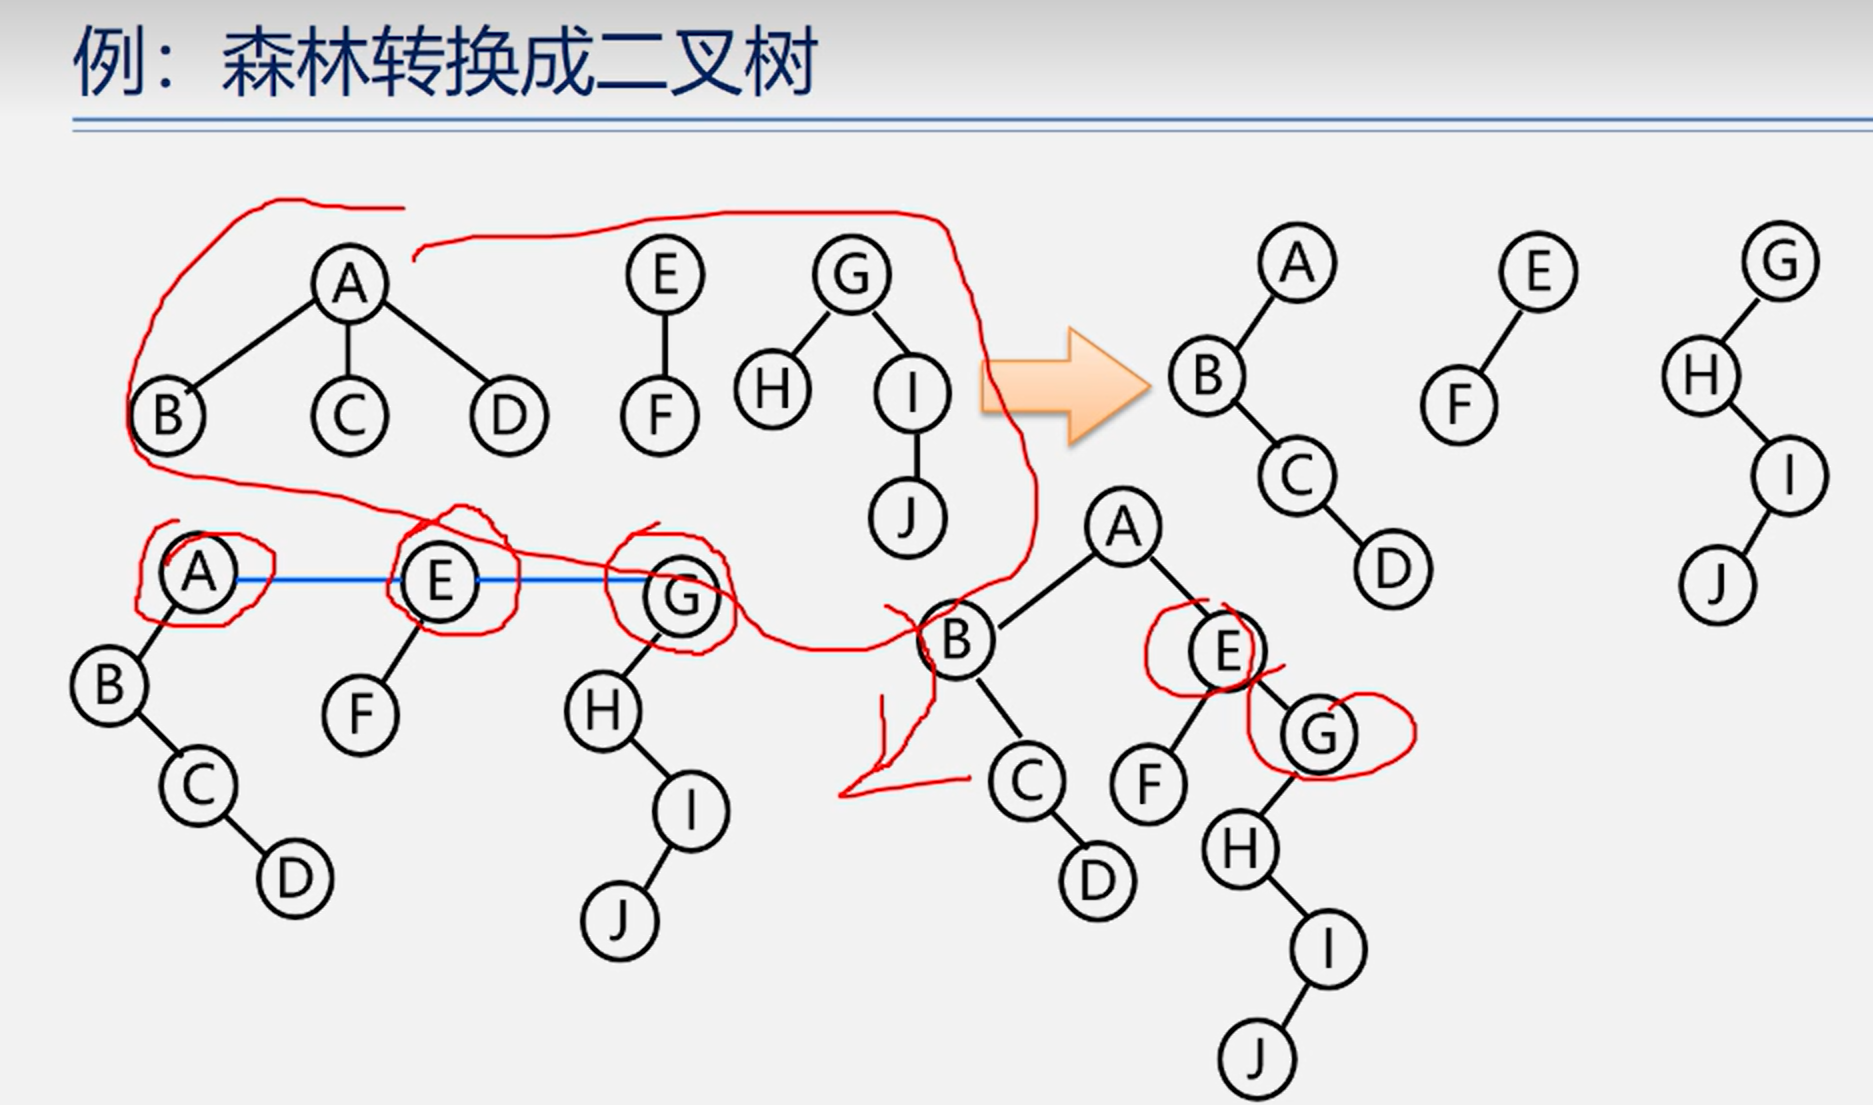 例：森林转换成二叉树
A E G A E G
B C D F H I B F H
J C I
D J
A E G A
B F H B E
C I C F G
D J D H
I
J